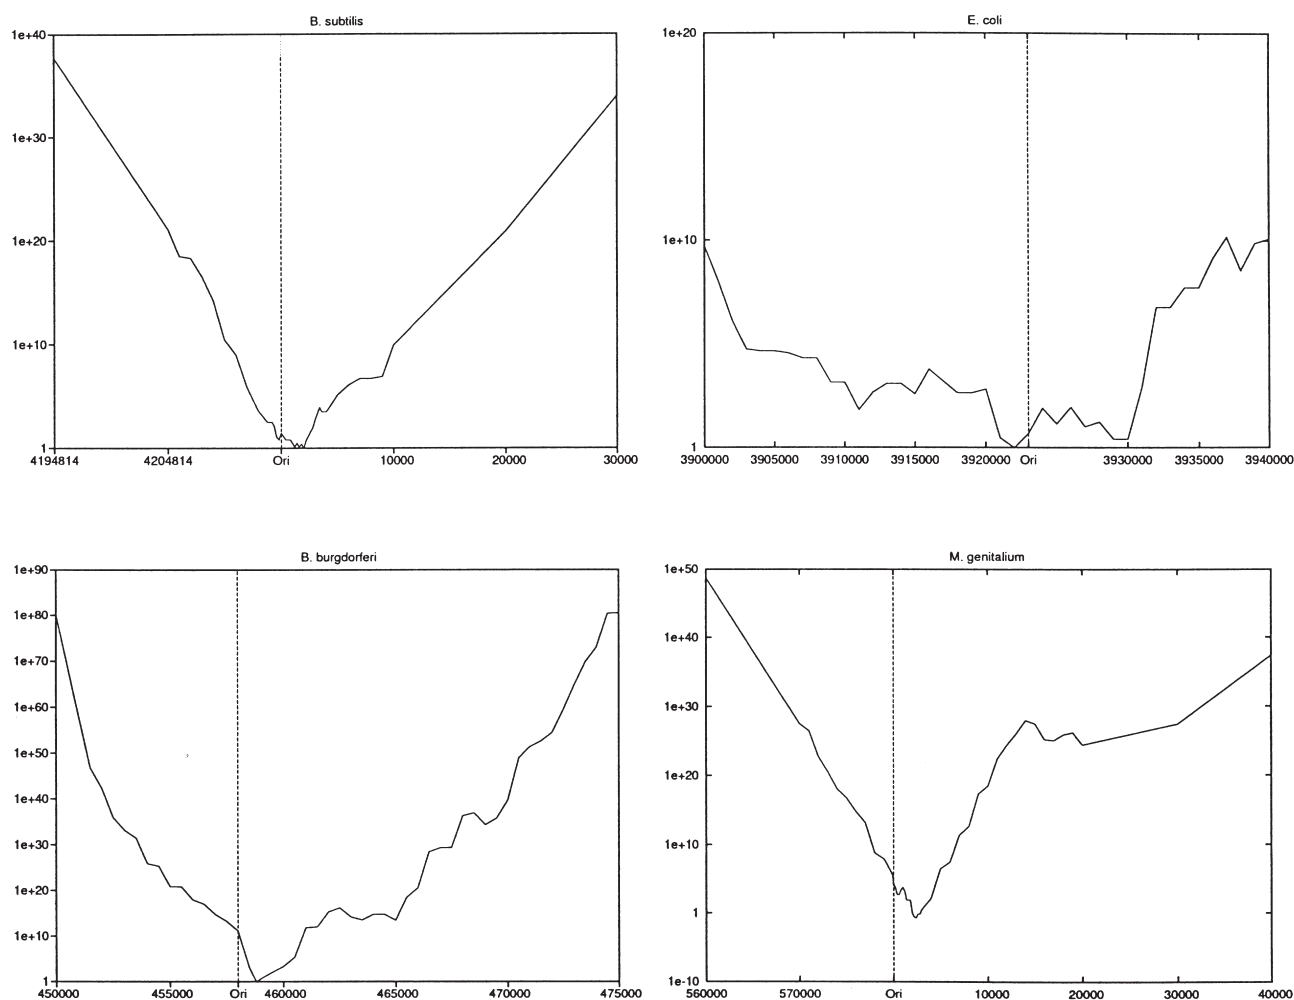 B. subtilis
1e+40
1e+30
1e+20
1e+10
1
4194814 4204814 Ori 10000 20000 30000
E. coli
1e+20
1e+10
1
3900000 3905000 3910000 3915000 3920000 Ori 3930000 3935000 3940000
B. burgdorferi
1e+90
1e+80
1e+70
1e+60
1e+50
1e+40
1e+30
1e+20
1e+10
1
450000 455000 Ori 460000 465000 470000 475000
M. genitalium
1e+50
1e+40
1e+30
1e+20
1e+10
1
1e-10
560000 570000 Ori 10000 20000 30000 40000